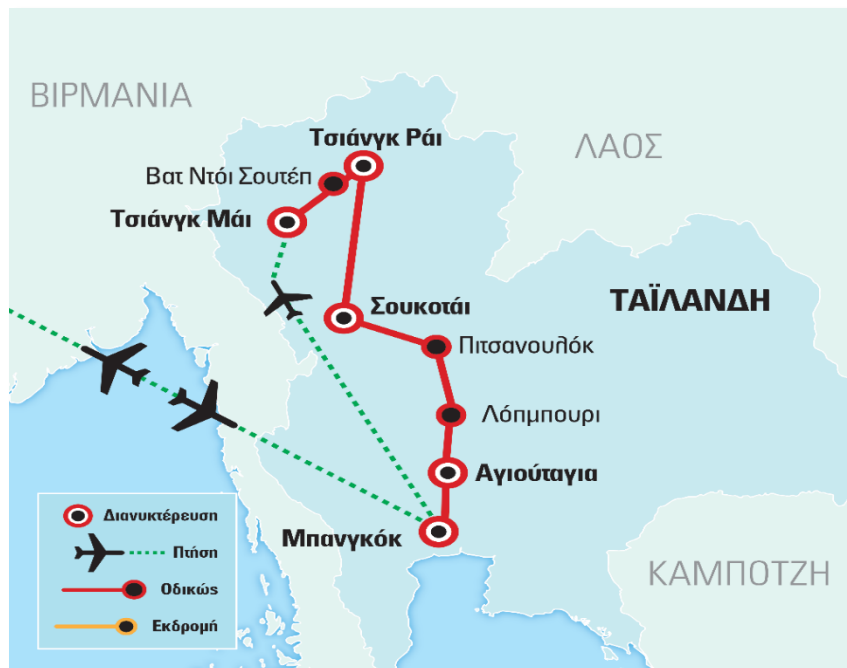 ΒΙΡΜΑΝΙΑ
Τσιάνγκ Ράι
ΛΑΟΣ
Βατ Ντόι Σουτέπ
Τσιάνγκ Μάι
ΤΑΪΛΑΝΔΗ
Σουκοτάι
Πιτσανουλόκ
Λόπμπουρι
Αγιούταγια
Μπανγκόκ
ΚΑΜΠΟΤΖΗ
Διανυκτέρευση
Πτήση
Οδικώς
Εκδρομή